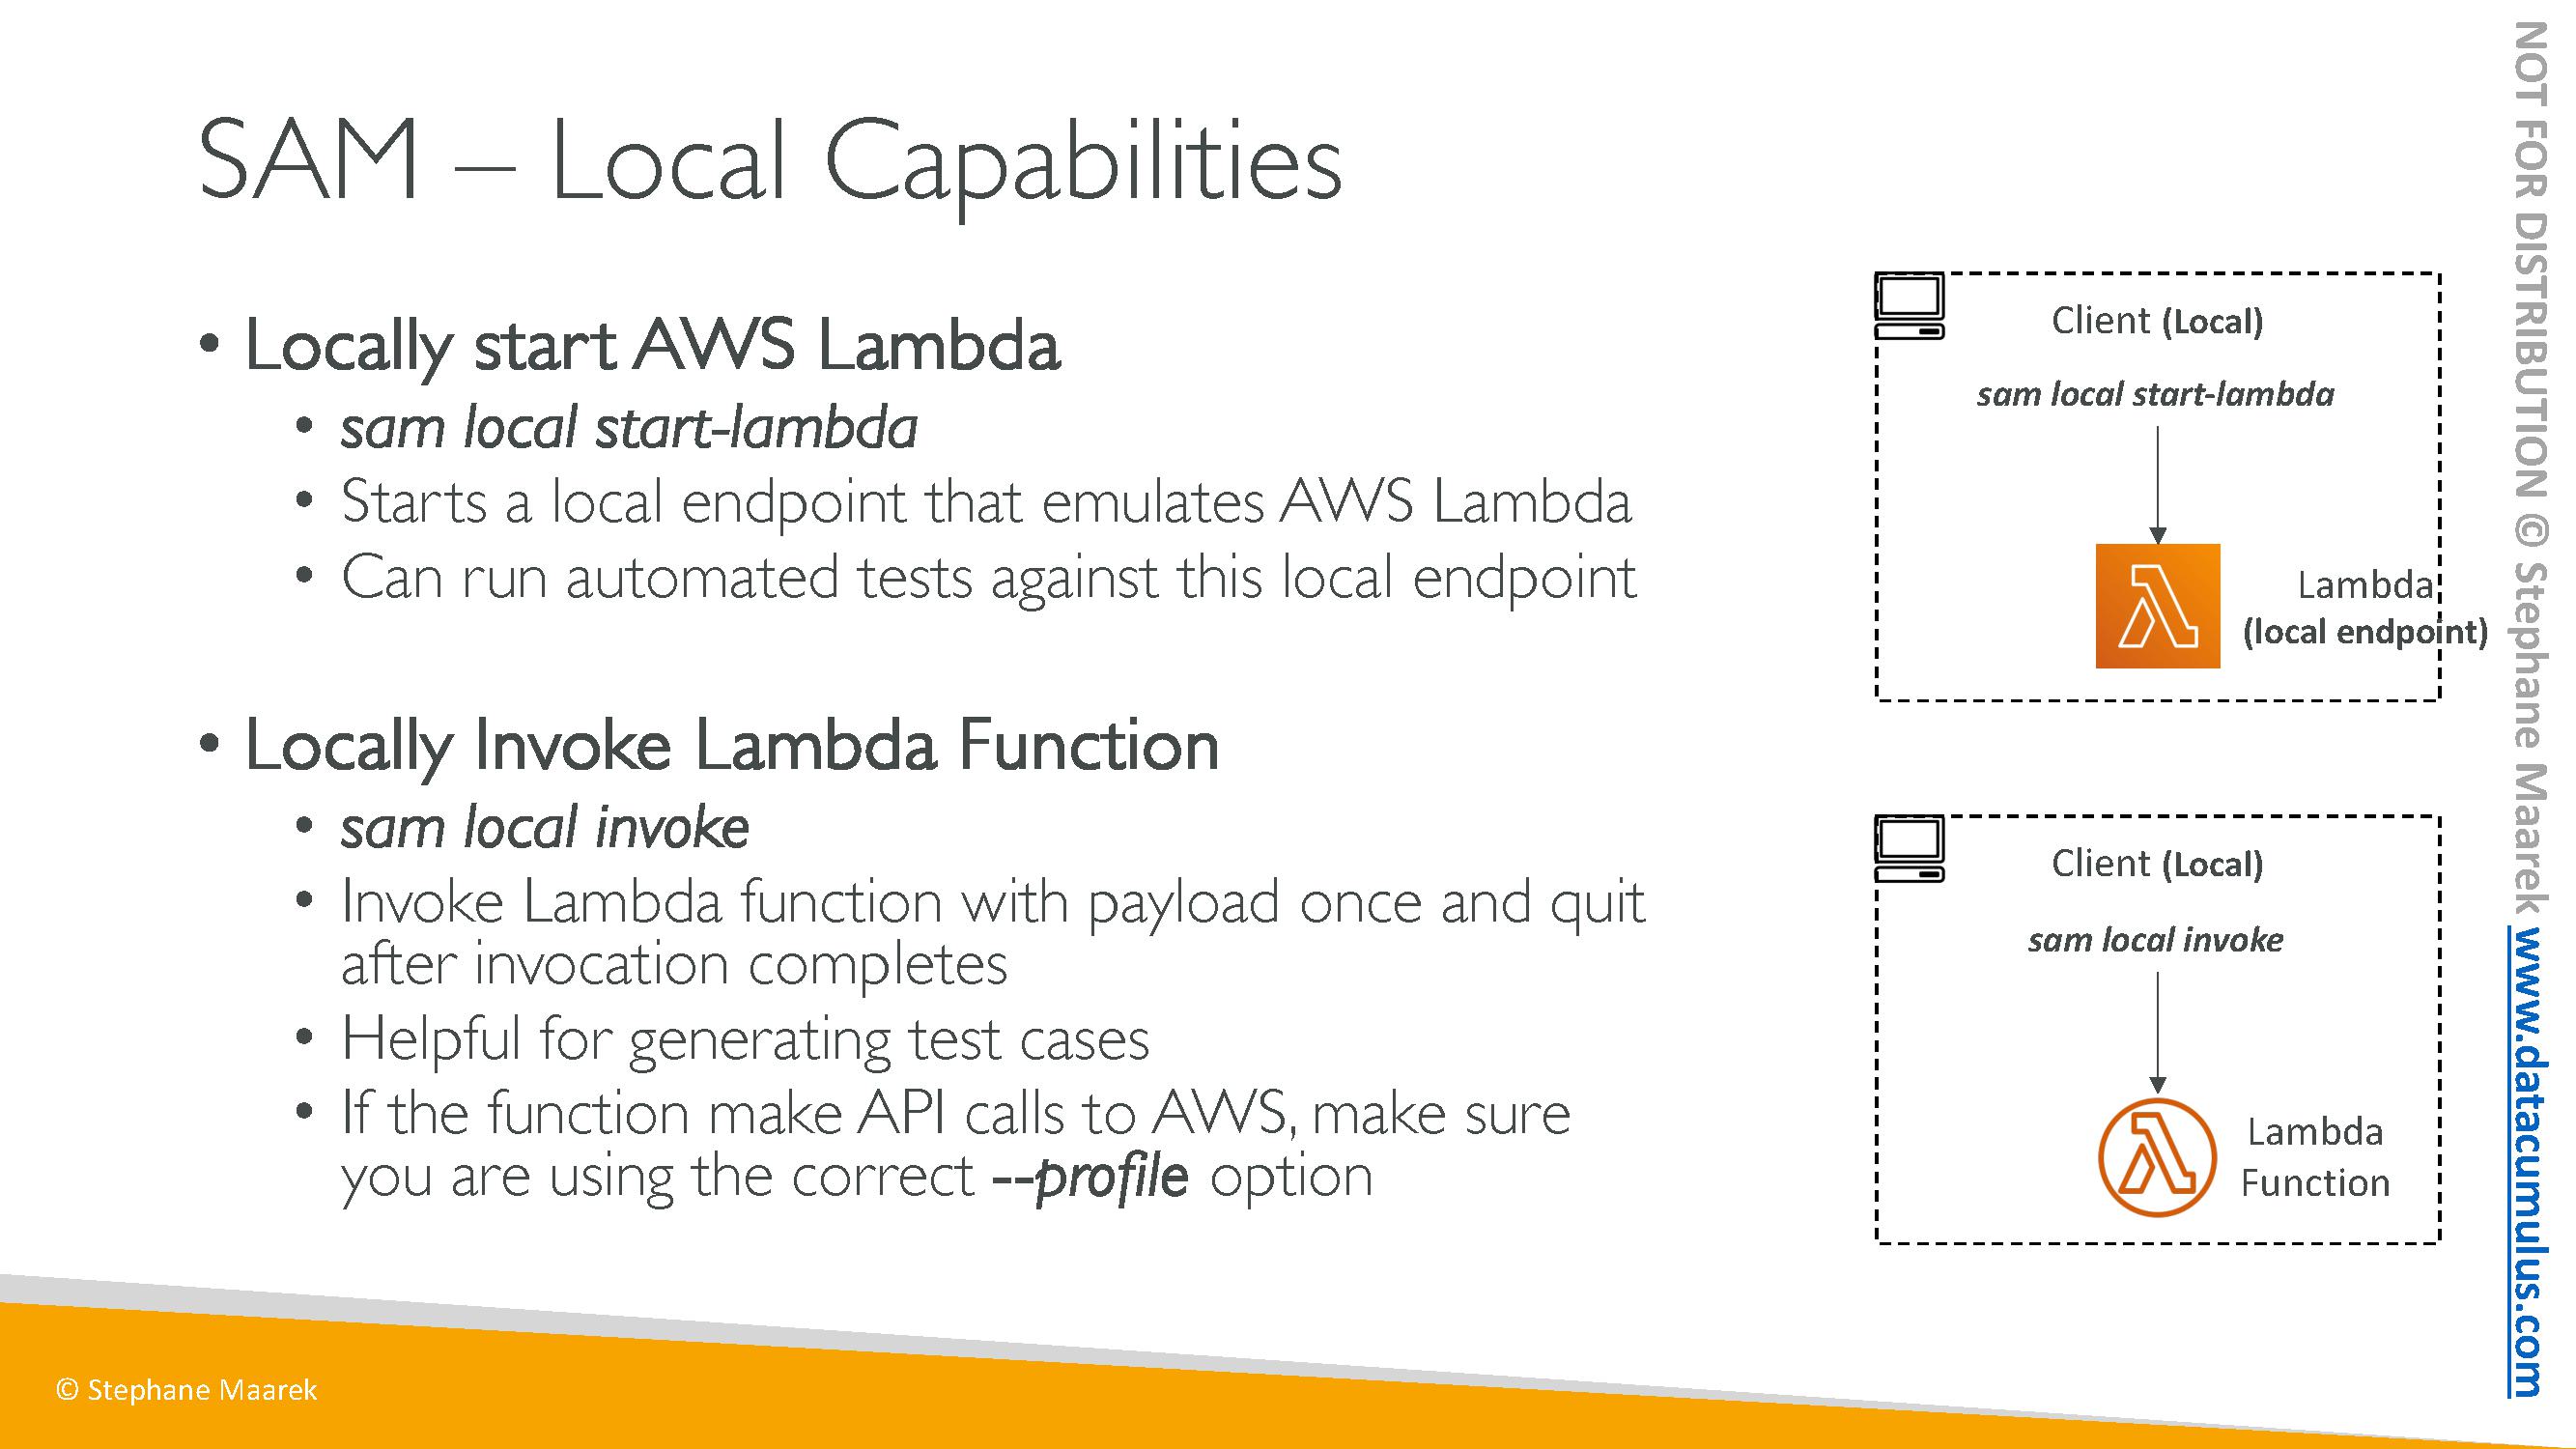 SAM – Local Capabilities
• Locally start AWS Lambda
• sam local start-lambda
• Starts a local endpoint that emulates AWS Lambda
• Can run automated tests against this local endpoint
• Locally Invoke Lambda Function
• sam local invoke
• Invoke Lambda function with payload once and quit
after invocation completes
• Helpful for generating test cases
• If the function make API calls to AWS, make sure
you are using the correct --profile option
Client (Local)
sam local start-lambda
Lambda
(local endpoint)
Client (Local)
sam local invoke
Lambda
Function
NOT FOR DISTRIBUTION © Stephane Maarek www.datacumulus.com
© Stephane Maarek